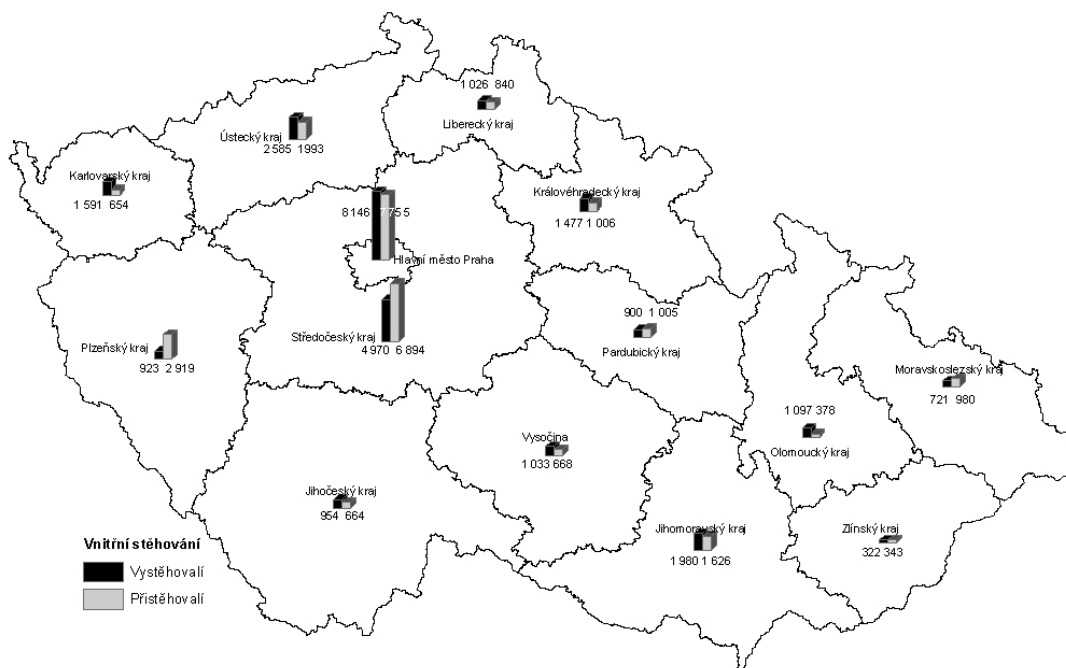 1 026 840
Liberecký kraj
Ústecký kraj
2 585 1993
Karlovarský kraj
1 591 654
Královéhradecký kraj
1 477 1 006
8 146 7 755
Hlavní město Praha
Středočeský kraj
4 970 6 894
Plzeňský kraj
923 2 919
900 1 005
Pardubický kraj
Moravskoslezský kraj
721 980
1 097 378
Olomoucký kraj
Vysočina
1 033 668
Jihočeský kraj
954 664
Jihomoravský kraj
1 980 1 626
Zlínský kraj
322 343
Vnitřní stěhování
Vystěhovalí
Přistěhovalí